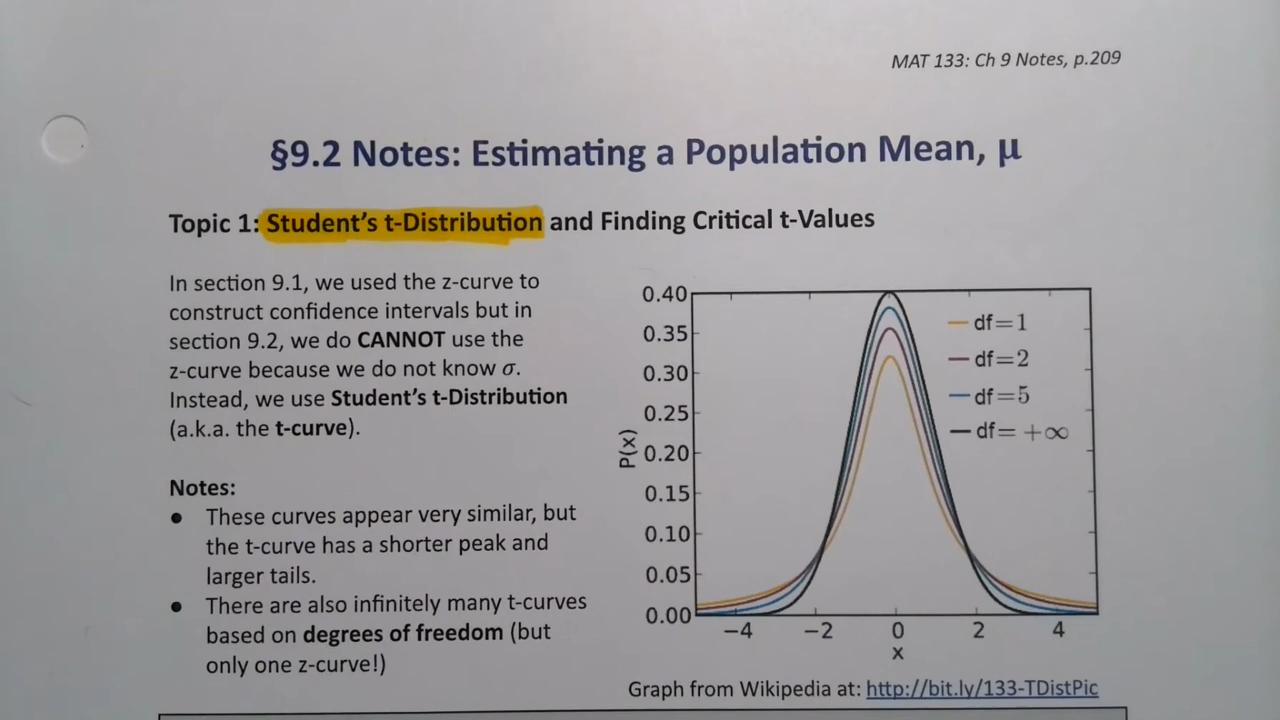 MAT 133: Ch 9 Notes, p.209
§9.2 Notes: Estimating a Population Mean, μ
Topic 1: Student's t-Distribution and Finding Critical t-Values
In section 9.1, we used the z-curve to
construct confidence intervals but in
section 9.2, we do CANNOT use the
z-curve because we do not know σ.
Instead, we use Student's t-Distribution
(a.k.a. the t-curve).
Notes:
● These curves appear very similar, but
the t-curve has a shorter peak and
larger tails.
● There are also infinitely many t-curves
based on degrees of freedom (but
only one z-curve!)
0.40
0.35
0.30
0.25
0.20
0.15
0.10
0.05
0.00
P(x)
df=1
df=2
df=5
df=+∞
−4 −2 0 2 4
x
Graph from Wikipedia at: http://bit.ly/133-TDistPic